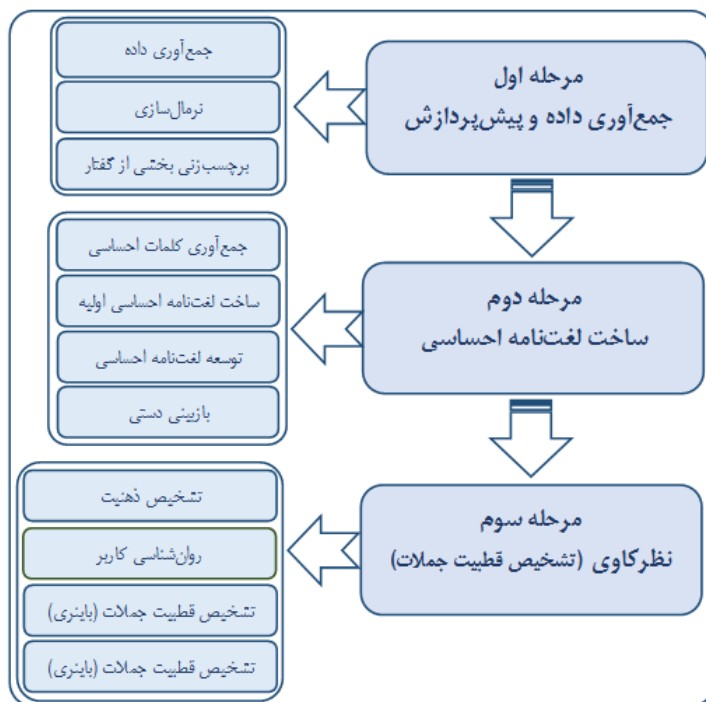 مرحله اول
جمع‌آوری داده و پیش‌پردازش
جمع‌آوری داده
نرمال‌سازی
برچسب‌زنی بخشی از گفتار
مرحله دوم
ساخت لغت‌نامه احساسی
جمع‌آوری کلمات احساسی
ساخت لغت‌نامه احساسی اولیه
توسعه لغت‌نامه احساسی
بازبینی دستی
مرحله سوم
نظرکاوی (تشخیص قطبیت جملات)
تشخیص ذهنیت
روان‌شناسی کاربر
تشخیص قطبیت جملات (باینری)
تشخیص قطبیت جملات (باینری)